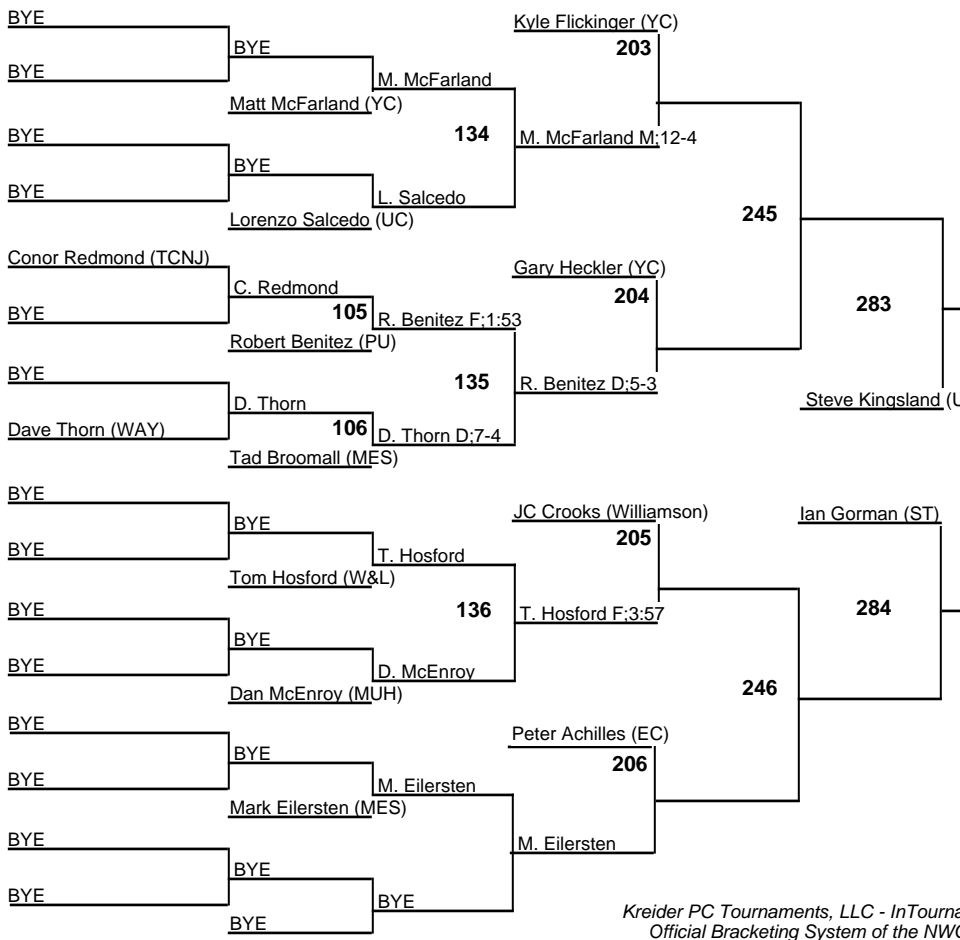 BYE
Kyle Flickinger (YC)
203
BYE
BYE
M. McFarland
Matt McFarland (YC)
134
M. McFarland M;12-4
BYE
BYE
BYE
L. Salcedo
Lorenzo Salcedo (UC)
245
Conor Redmond (TCNJ)
Gary Heckler (YC)
204
C. Redmond
105
R. Benitez F;1:53
BYE
Robert Benitez (PU)
283
BYE
135
R. Benitez D;5-3
D. Thorn
106
D. Thorn D;7-4
Dave Thorn (WAY)
Tad Broomall (MES)
Steve Kingsland (U
BYE
JC Crooks (Williamson)
Ian Gorman (ST)
205
BYE
BYE
T. Hosford
Tom Hosford (W&L)
136
T. Hosford F;3:57
284
BYE
BYE
BYE
D. McEnroy
Dan McEnroy (MUH)
246
BYE
Peter Achilles (EC)
206
BYE
BYE
M. Eilersten
Mark Eilersten (MES)
BYE
M. Eilersten
BYE
BYE
BYE
BYE
Kreider PC Tournaments, LLC - InTourna
Official Bracketing System of the NWC